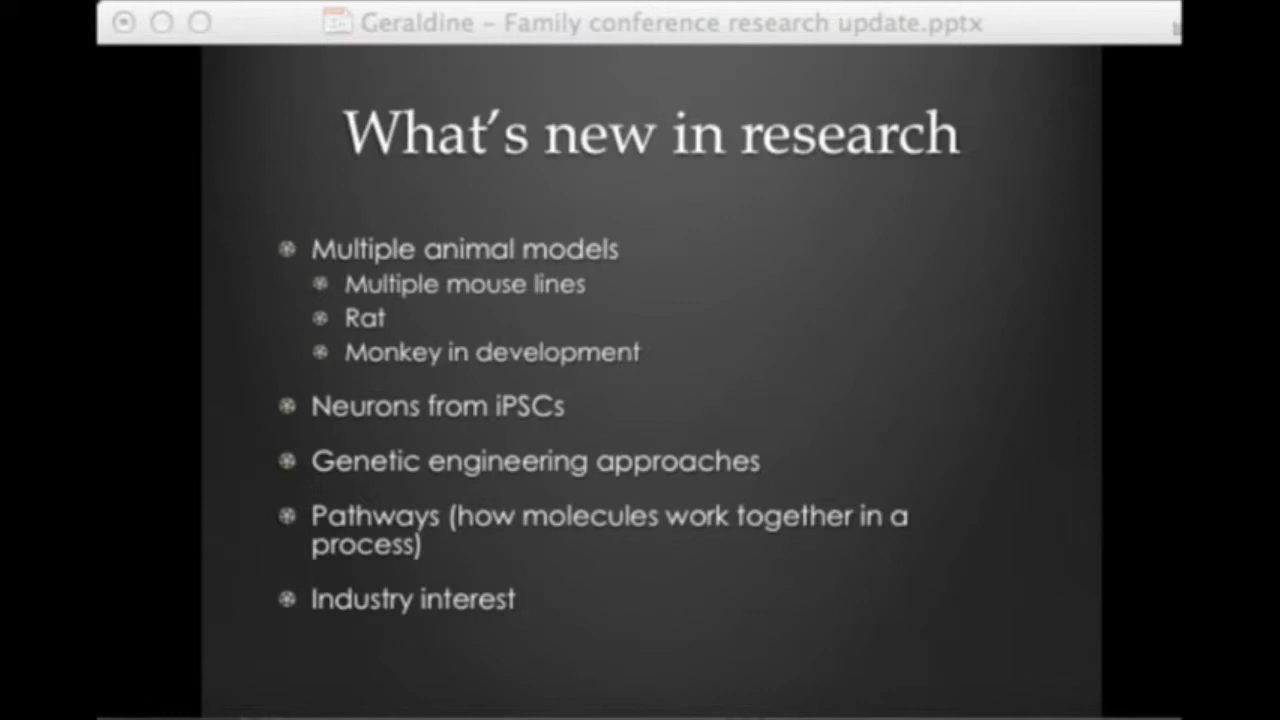 Geraldine – Family conference research update.pptx
What's new in research
Multiple animal models
Multiple mouse lines
Rat
Monkey in development
Neurons from iPSCs
Genetic engineering approaches
Pathways (how molecules work together in a
process)
Industry interest